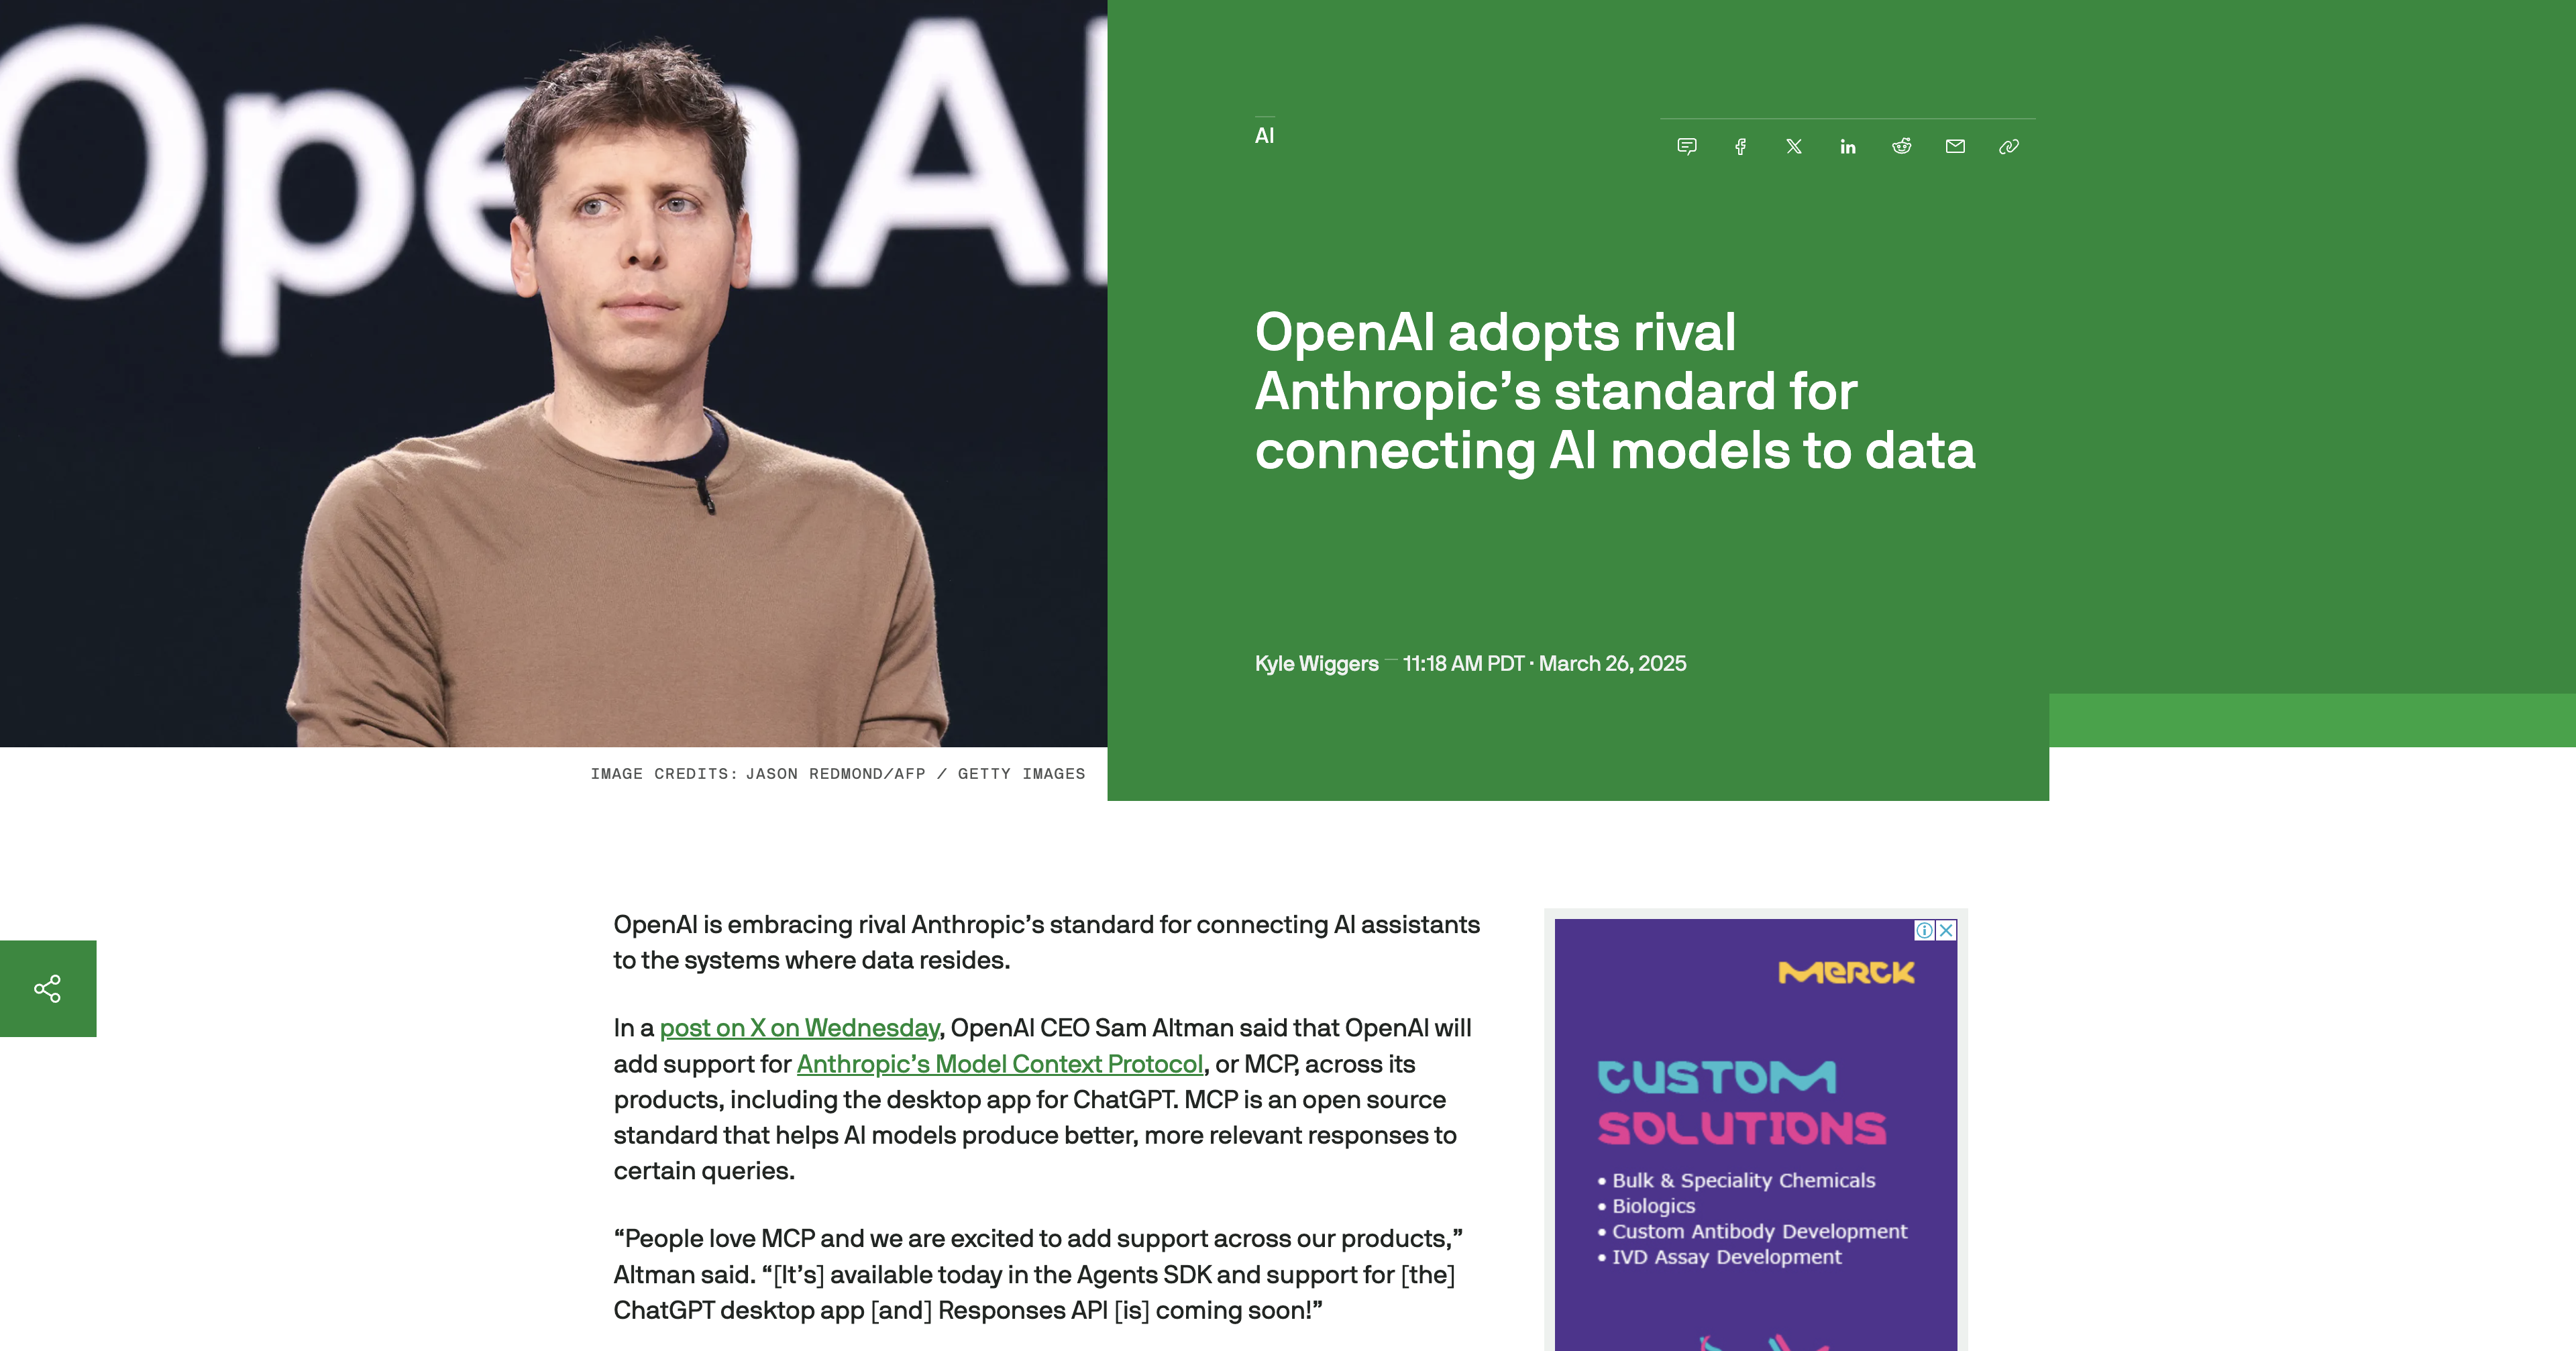 OpenAI
AI
OpenAI adopts rival
Anthropic’s standard for
connecting AI models to data
Kyle Wiggers — 11:18 AM PDT · March 26, 2025
IMAGE CREDITS: JASON REDMOND/AFP / GETTY IMAGES
OpenAI is embracing rival Anthropic’s standard for connecting AI assistants
to the systems where data resides.
In a post on X on Wednesday, OpenAI CEO Sam Altman said that OpenAI will
add support for Anthropic’s Model Context Protocol, or MCP, across its
products, including the desktop app for ChatGPT. MCP is an open source
standard that helps AI models produce better, more relevant responses to
certain queries.
“People love MCP and we are excited to add support across our products,”
Altman said. “[It’s] available today in the Agents SDK and support for [the]
ChatGPT desktop app [and] Responses API [is] coming soon!”
MERCK
CUSTOM
SOLUTIONS
• Bulk & Speciality Chemicals
• Biologics
• Custom Antibody Development
• IVD Assay Development